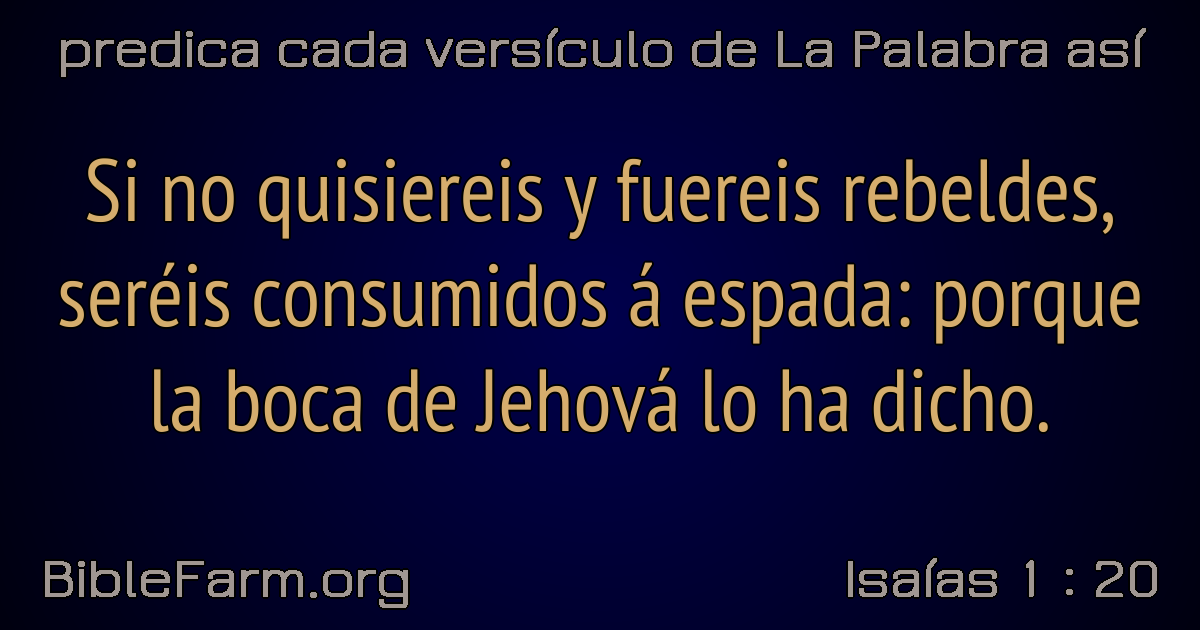 predica cada versículo de La Palabra así
Si no quisiereis y fuereis rebeldes,
seréis consumidos á espada: porque
la boca de Jehová lo ha dicho.
BibleFarm.org
Isaías 1 : 20